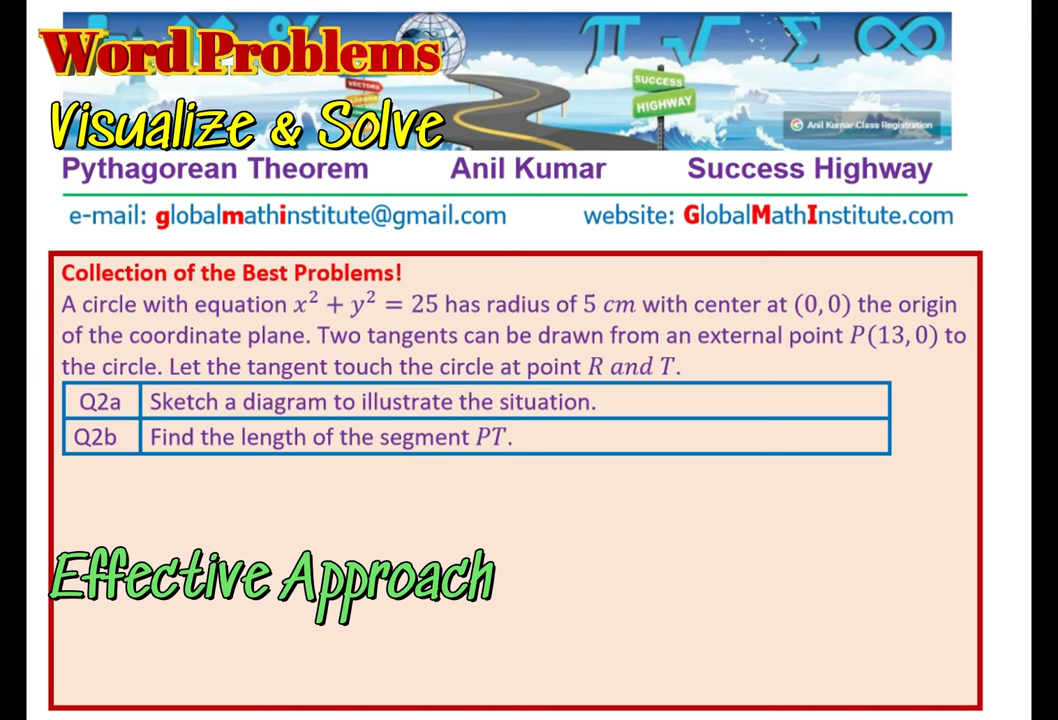 Word Problems
Visualize & Solve
π √ Σ ∞
SUCCESS
HIGHWAY
VECTORS
Anil Kumar Class Registration
Pythagorean Theorem Anil Kumar Success Highway
e-mail: globalmathinstitute@gmail.com website: GlobalMathInstitute.com
Collection of the Best Problems!
A circle with equation x² + y² = 25 has radius of 5 cm with center at (0, 0) the origin
of the coordinate plane. Two tangents can be drawn from an external point P(13, 0) to
the circle. Let the tangent touch the circle at point R and T.
Q2a Sketch a diagram to illustrate the situation.
Q2b Find the length of the segment PT.
Effective Approach